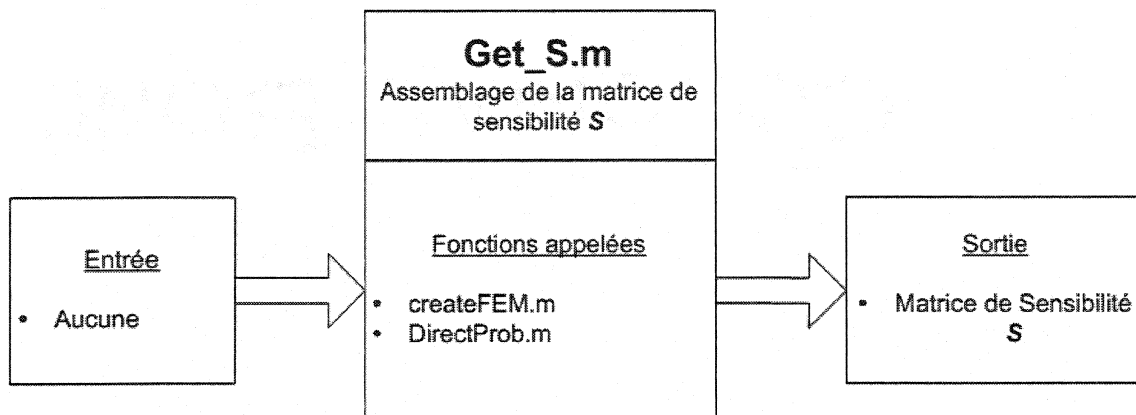 Get_S.m
Assemblage de la matrice de
sensibilité S
Entrée
• Aucune
Fonctions appelées
• createFEM.m
• DirectProb.m
Sortie
• Matrice de Sensibilité
S